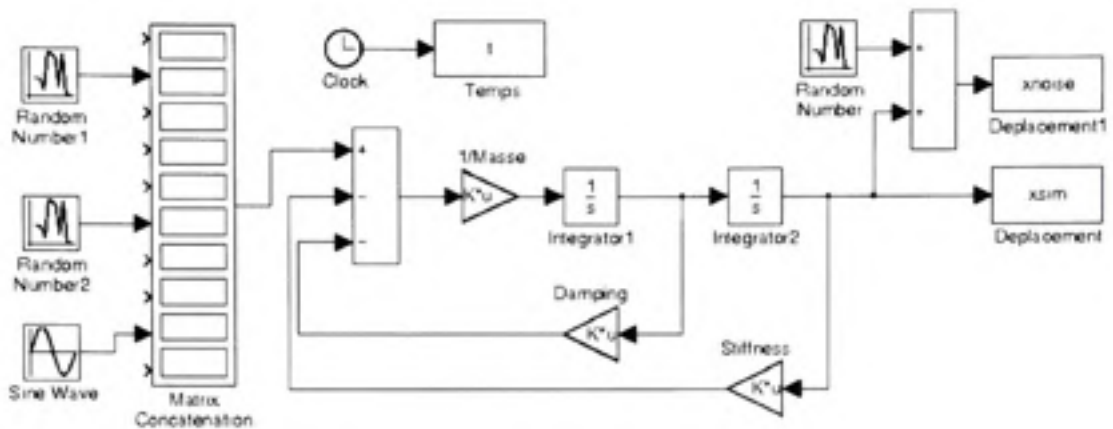 Random
Number1
Random
Number2
Sine Wave
Matrix
Concatenation
Clock
t
Temps
+
-
-
1/Masse
K*u
1
s
Integrator1
1
s
Integrator2
Damping
K*u
Stiffness
K*u
Random
Number
+
+
xnoise
Deplacement1
xsim
Deplacement